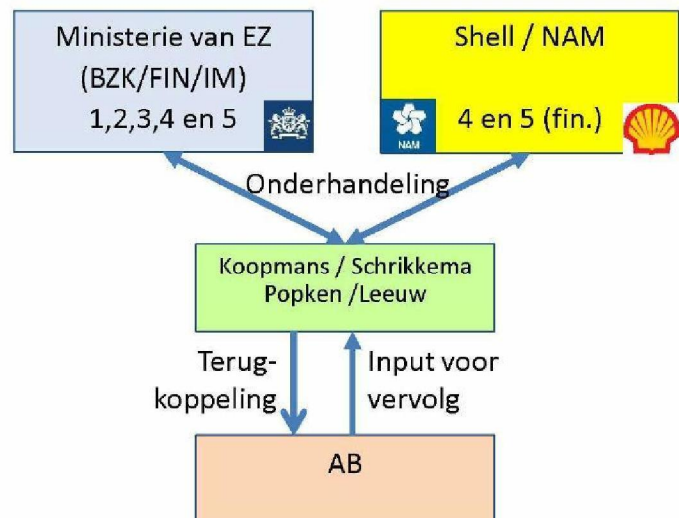 Ministerie van EZ
(BZK/FIN/IM)
1,2,3,4 en 5
Shell / NAM
NAM
4 en 5 (fin.)
Onderhandeling
Koopmans / Schrikkema
Popken /Leeuw
Terug-
koppeling
Input voor
vervolg
AB